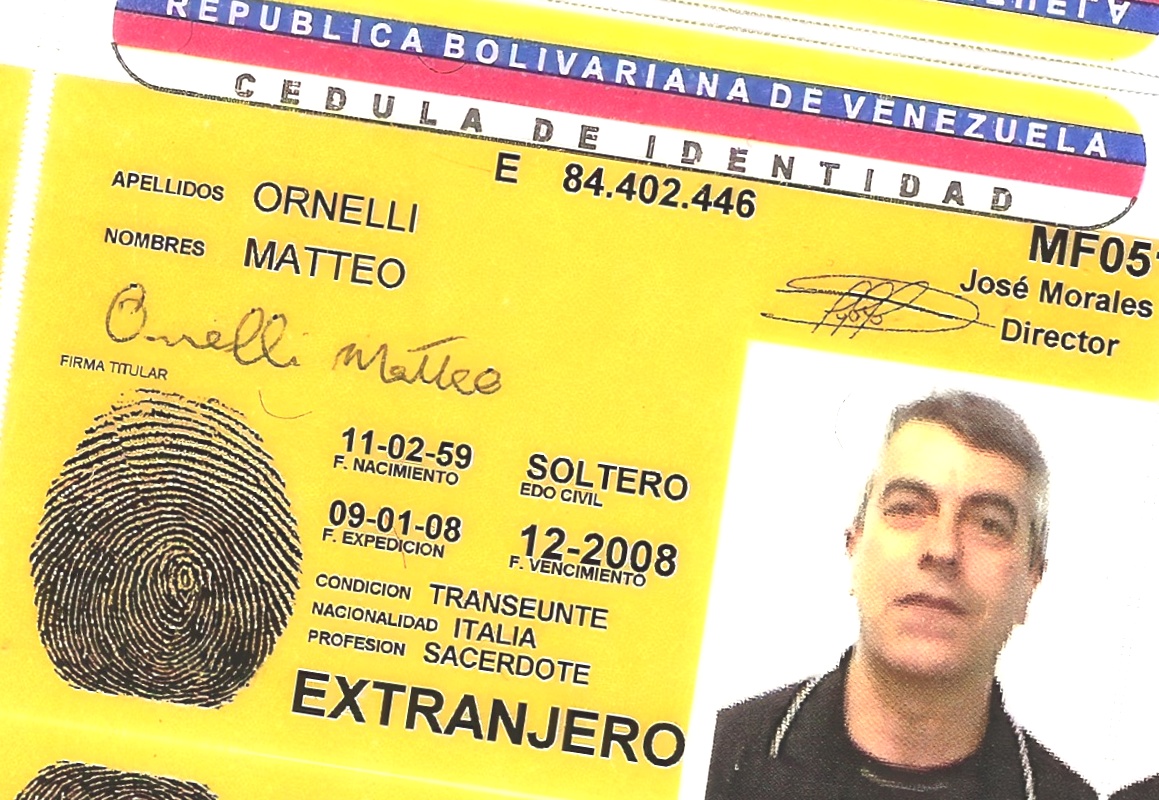 REPUBLICA BOLIVARIANA DE VENEZUELA
CEDULA DE IDENTIDAD
E 84.402.446
APELLIDOS ORNELLI
NOMBRES MATTEO
MF05
José Morales
Director
Ornelli Matteo
FIRMA TITULAR
11-02-59
F. NACIMIENTO
SOLTERO
EDO CIVIL
09-01-08
F. EXPEDICION
12-2008
F. VENCIMIENTO
CONDICION TRANSEUNTE
NACIONALIDAD ITALIA
PROFESION SACERDOTE
EXTRANJERO